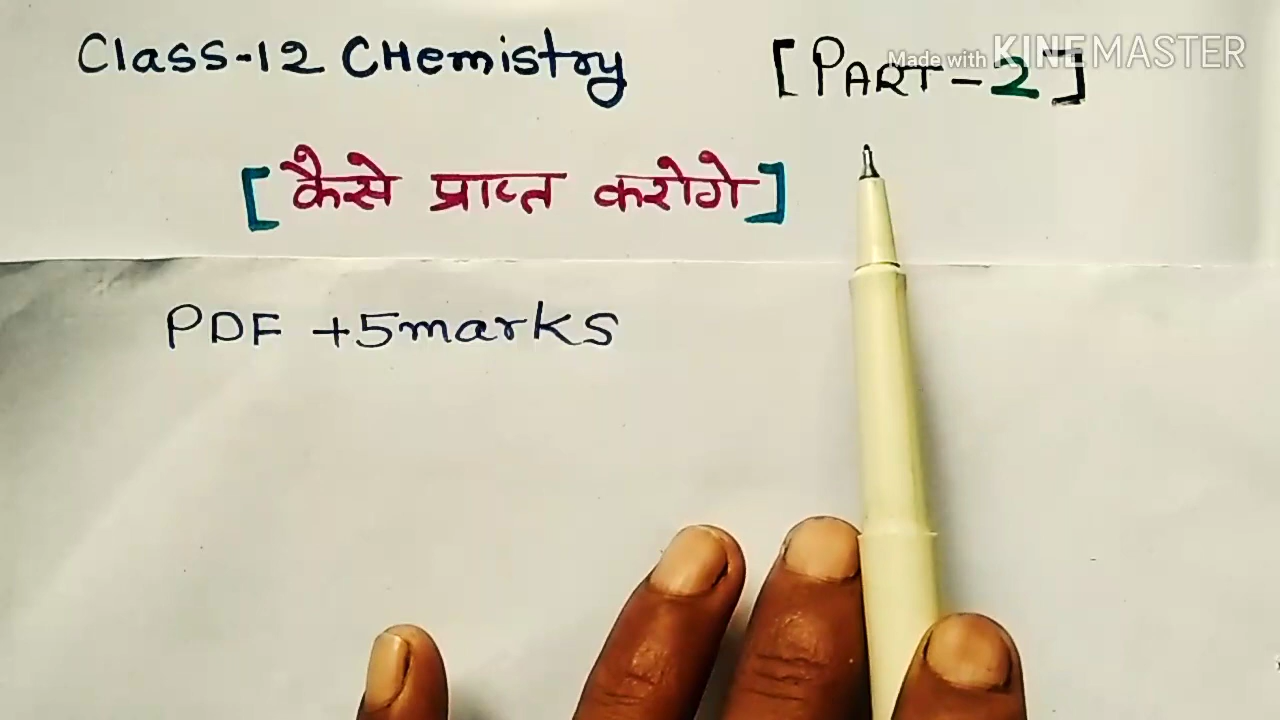 Class-12 CHemistry [PART-2]
Made with KINEMASTER
[कैसे प्राप्त करोगे]
PDF +5marks